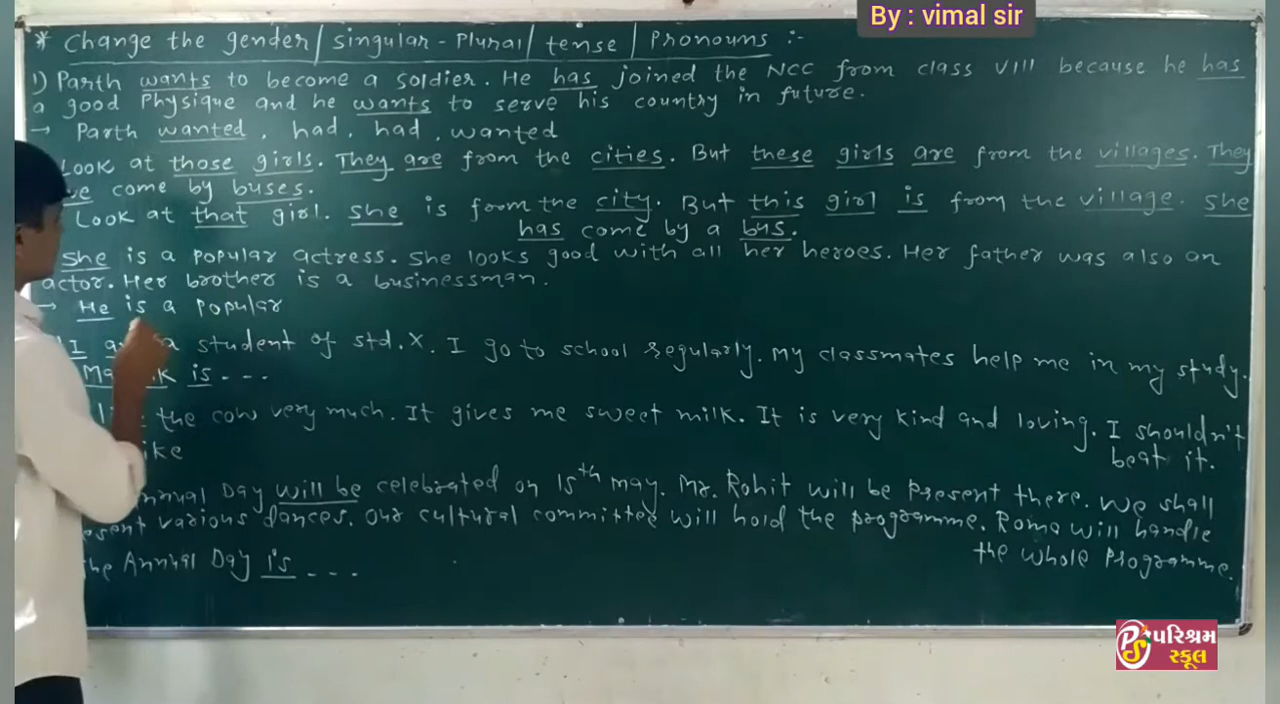 By : vimal sir
* Change the gender/ singular - Plural / tense / Pronouns :-
1) Parth wants to become a soldier. He has joined the NCC from class VIII because he has
a good Physique and he wants to serve his country in future.
→ Parth wanted, had, had, wanted
Look at those girls. They are from the cities. But these girls are from the villages. They
come by buses.
Look at that girl. She is from the city. But this girl is from the village. She
has come by a bus.
She is a popular actress. She looks good with all her heroes. Her father was also an
actor. Her brother is a businessman.
→ He is a popular
I a student of std. X. I go to school regularly. My classmates help me in my study.
is - - -
the cow very much. It gives me sweet milk. It is very kind and loving. I shouldn't
beat it.
Annual Day will be celebrated on 15th may. Mr. Rohit will be present there. We shall
various dances. Our cultural committee will hold the programme. Roma will handle
the whole programme.
the Annual Day is - - -
પરિશ્રમ
સ્કૂલ